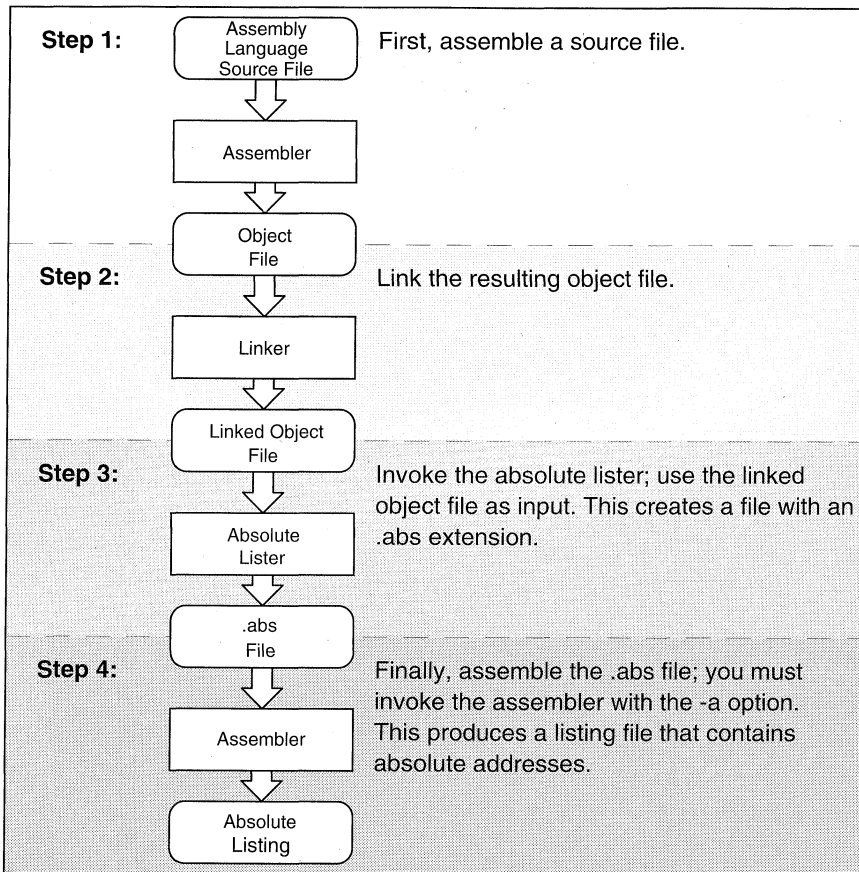 Step 1:
Assembly
Language
Source File
First, assemble a source file.
Assembler
Object
File
Step 2:
Link the resulting object file.
Linker
Linked Object
File
Step 3:
Invoke the absolute lister; use the linked
object file as input. This creates a file with an
.abs extension.
Absolute
Lister
.abs
File
Step 4:
Finally, assemble the .abs file; you must
invoke the assembler with the -a option.
This produces a listing file that contains
absolute addresses.
Assembler
Absolute
Listing